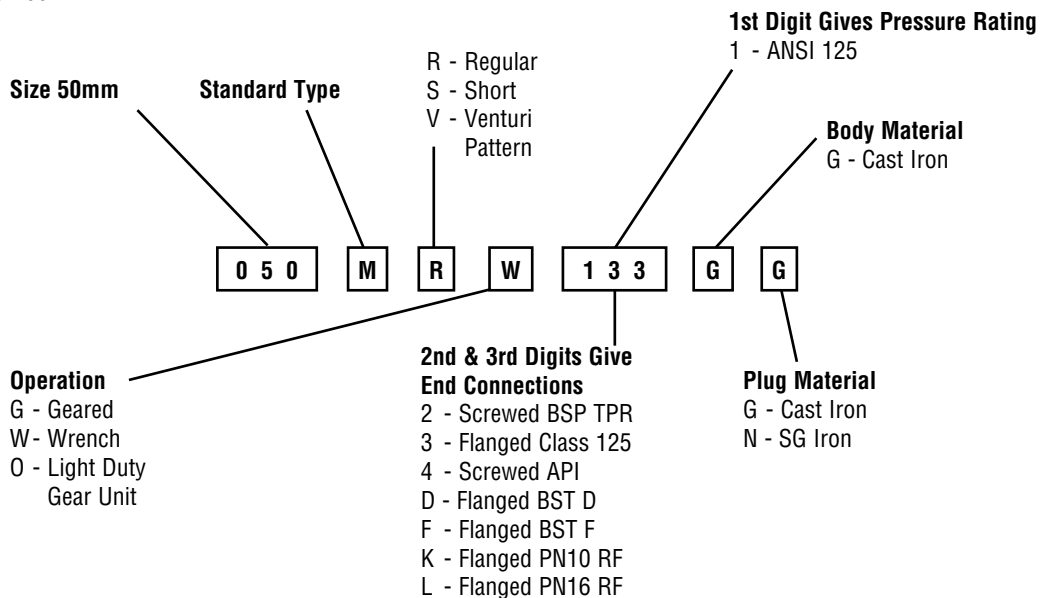 1st Digit Gives Pressure Rating
1 - ANSI 125
R - Regular
S - Short
V - Venturi
Pattern
Size 50mm
Standard Type
Body Material
G - Cast Iron
0 5 0 M R W 1 3 3 G G
Operation
G - Geared
W - Wrench
O - Light Duty
Gear Unit
2nd & 3rd Digits Give
End Connections
2 - Screwed BSP TPR
3 - Flanged Class 125
4 - Screwed API
D - Flanged BST D
F - Flanged BST F
K - Flanged PN10 RF
L - Flanged PN16 RF
Plug Material
G - Cast Iron
N - SG Iron